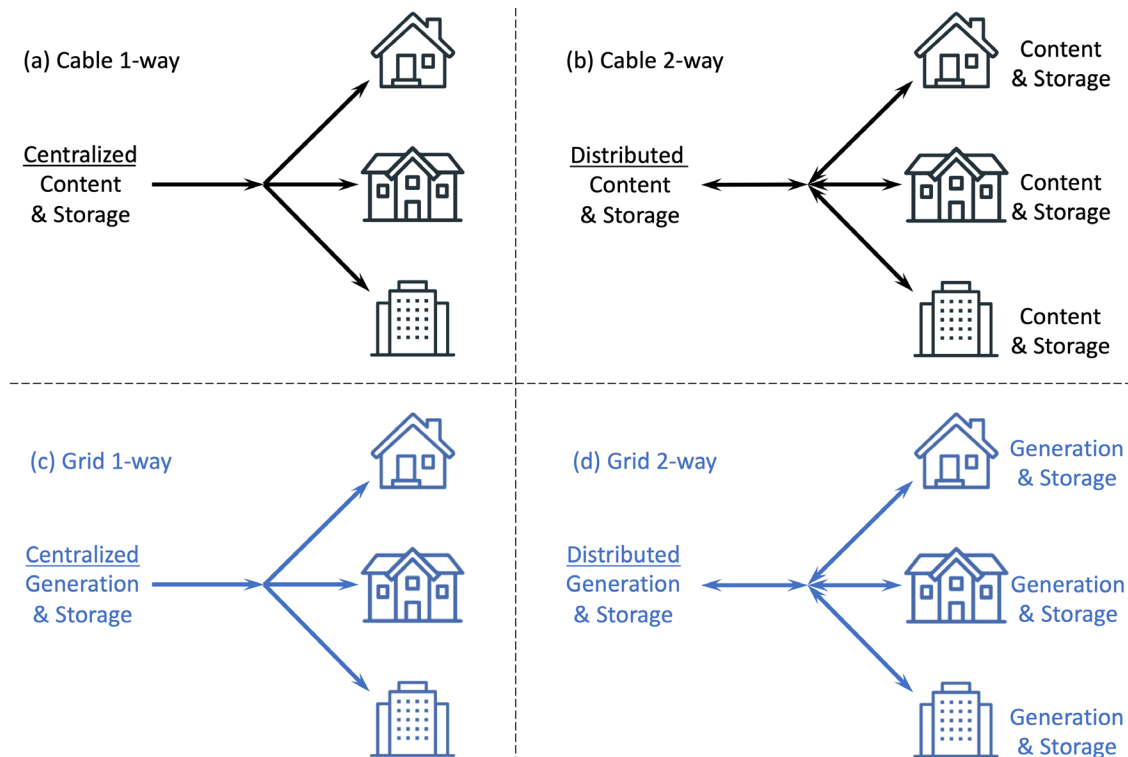 (a) Cable 1-way
Centralized
Content
& Storage
(b) Cable 2-way
Distributed
Content
& Storage
Content
& Storage
Content
& Storage
Content
& Storage
(c) Grid 1-way
Centralized
Generation
& Storage
(d) Grid 2-way
Distributed
Generation
& Storage
Generation
& Storage
Generation
& Storage
Generation
& Storage